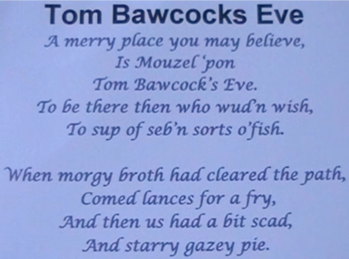 Tom Bawcocks Eve
A merry place you may believe,
Is Mouzel ‘pon
Tom Bawcock’s Eve.
To be there then who wud’n wish,
To sup of seb’n sorts o’fish.
When morgy broth had cleared the path,
Comed lances for a fry,
And then us had a bit scad,
And starry gazey pie.